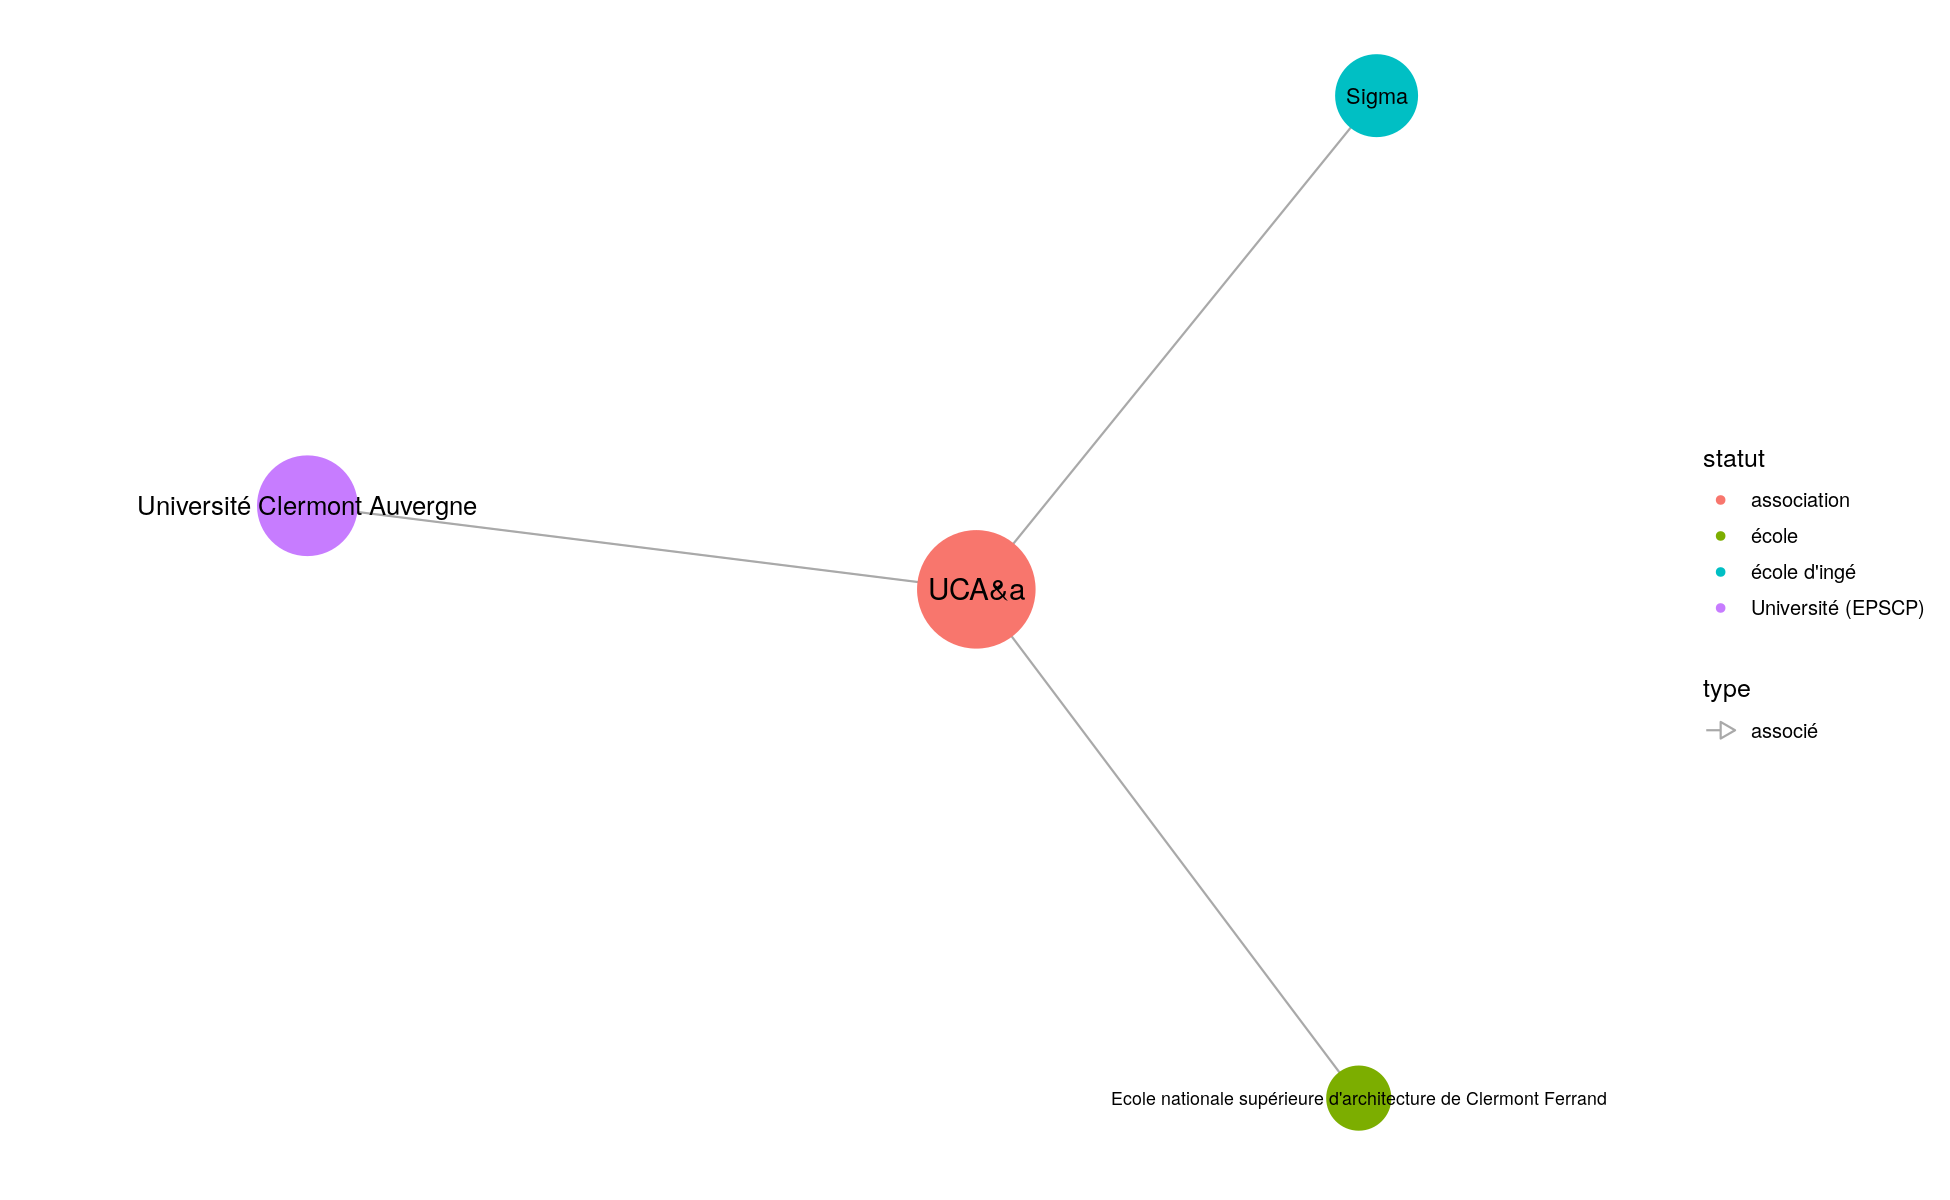 Sigma
Université Clermont Auvergne
UCA&a
Ecole nationale supérieure d'architecture de Clermont Ferrand
statut
association
école
école d'ingé
Université (EPSCP)
type
associé